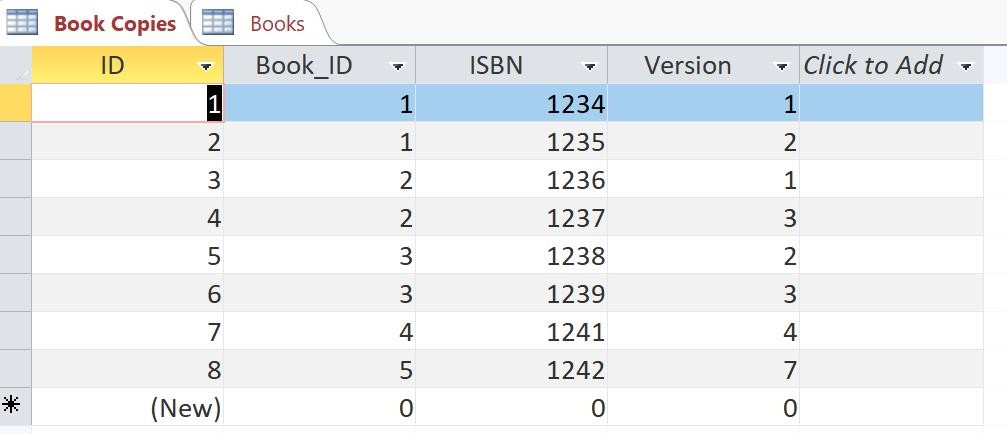 Book Copies Books
ID Book_ID ISBN Version Click to Add
1 1 1234 1
2 1 1235 2
3 2 1236 1
4 2 1237 3
5 3 1238 2
6 3 1239 3
7 4 1241 4
8 5 1242 7
(New) 0 0 0